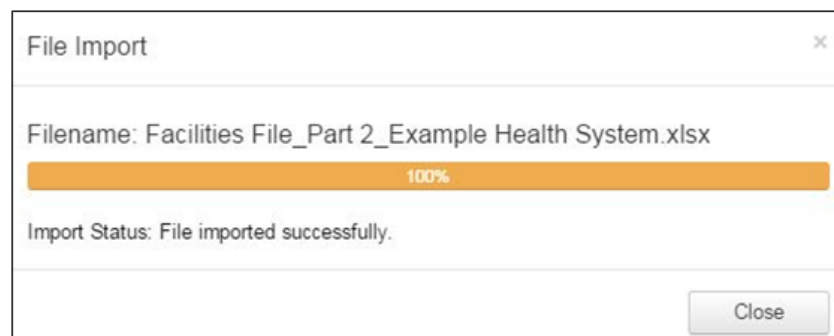 File Import ×
Filename: Facilities File_Part 2_Example Health System.xlsx
100%
Import Status: File imported successfully.
Close